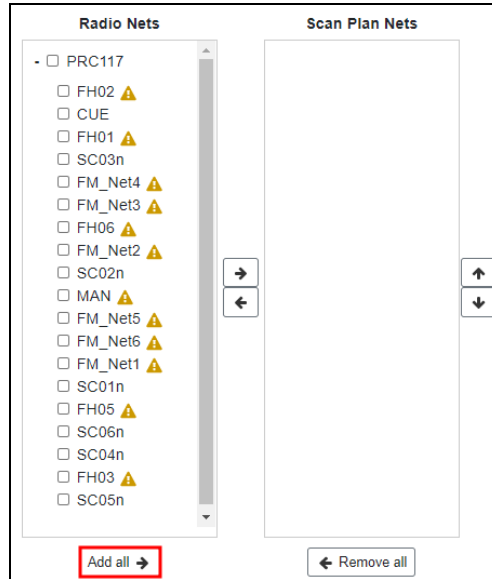 Radio Nets
Scan Plan Nets
- PRC117
FH02
CUE
FH01
SC03n
FM_Net4
FM_Net3
FH06
FM_Net2
SC02n
MAN
FM_Net5
FM_Net6
FM_Net1
SC01n
FH05
SC06n
SC04n
FH03
SC05n
Add all
Remove all